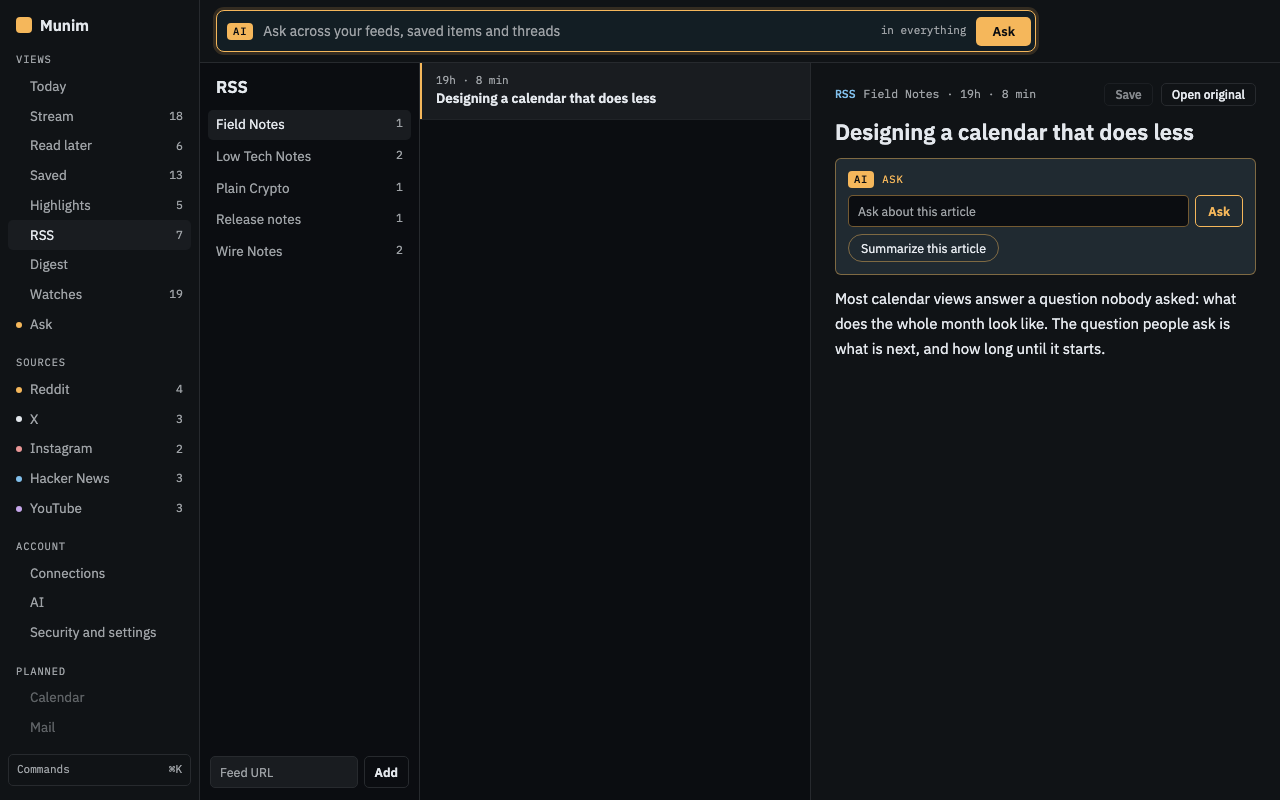 Munim
VIEWS
Today
Stream 18
Read later 6
Saved 13
Highlights 5
RSS 7
Digest
Watches 19
Ask
SOURCES
Reddit 4
X 3
Instagram 2
Hacker News 3
YouTube 3
ACCOUNT
Connections
AI
Security and settings
PLANNED
Calendar
Mail
Commands ⌘K
AI Ask across your feeds, saved items and threads in everything Ask
RSS
Field Notes 1
Low Tech Notes 2
Plain Crypto 1
Release notes 1
Wire Notes 2
Feed URL Add
19h · 8 min
Designing a calendar that does less
RSS Field Notes · 19h · 8 min Save Open original
Designing a calendar that does less
AI ASK
Ask about this article Ask
Summarize this article
Most calendar views answer a question nobody asked: what
does the whole month look like. The question people ask is
what is next, and how long until it starts.